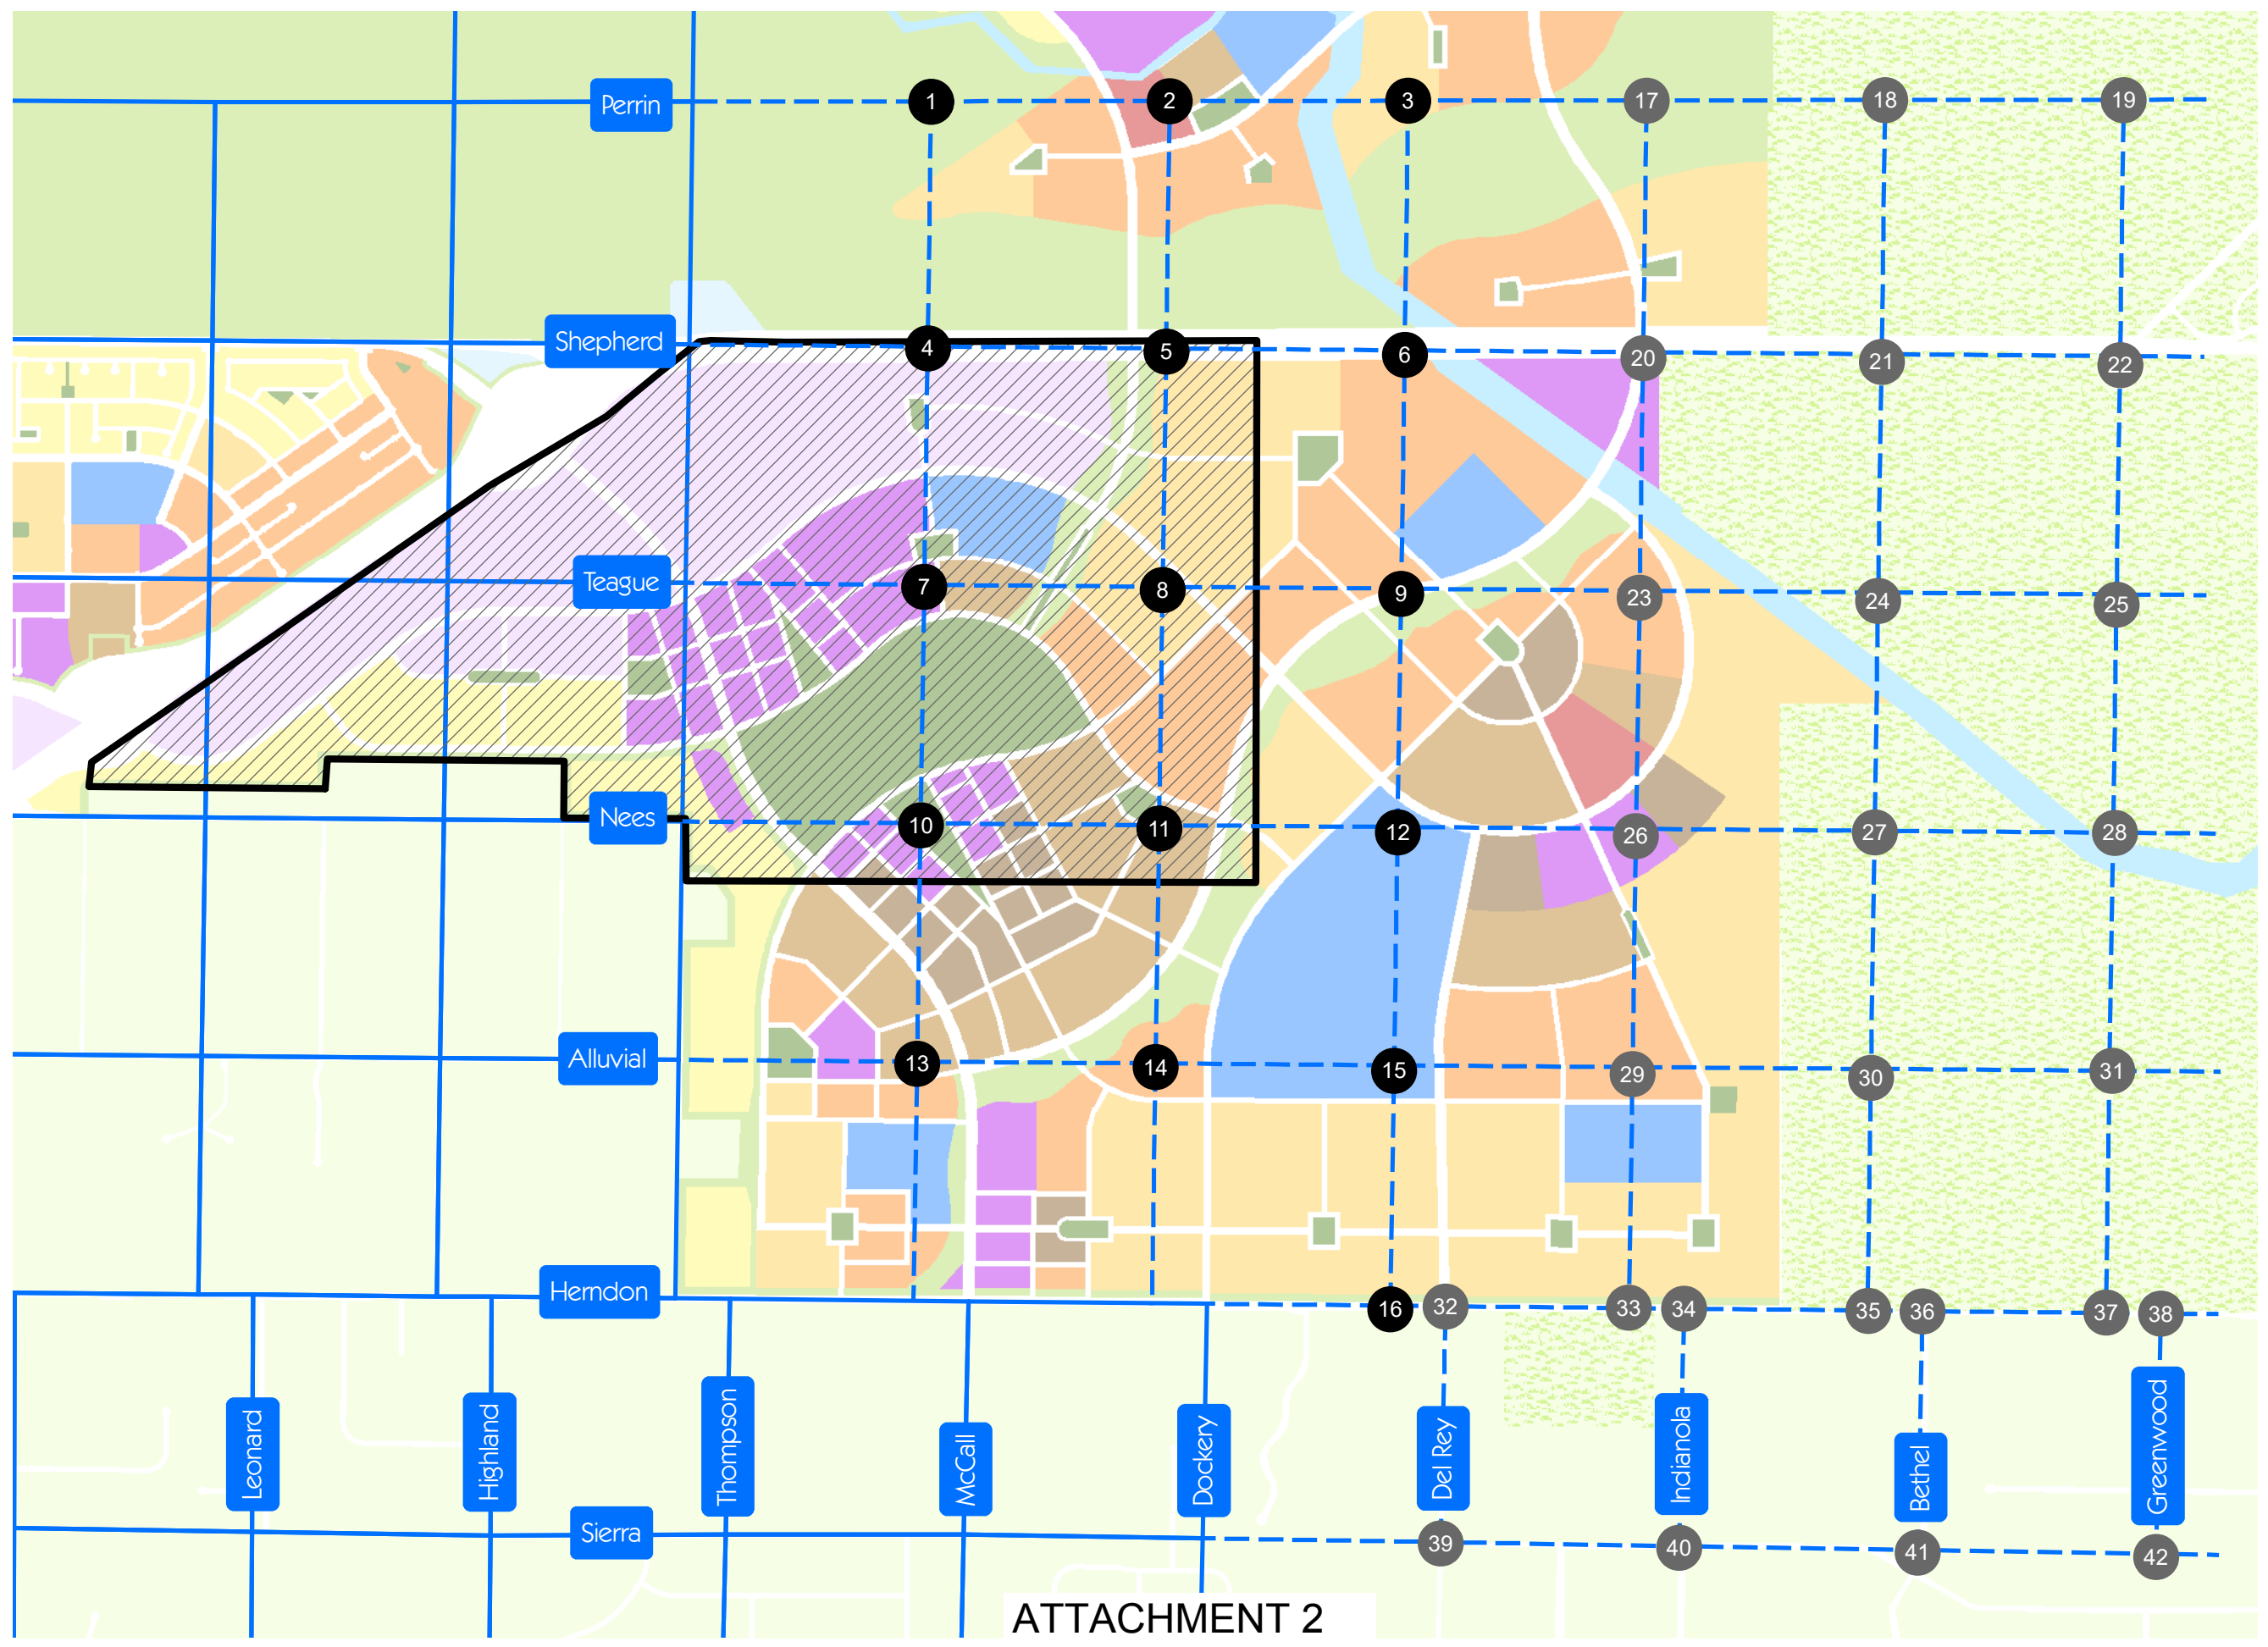 Perrin 1 2 3 17 18 19
Shepherd 4 5 6 20 21 22
Teague 7 8 9 23 24 25
Nees 10 11 12 26 27 28
Alluvial 13 14 15 29 30 31
Herndon 16 32 33 34 35 36 37 38
Leonard
Highland
Thompson
McCall
Dockery
Del Rey
Indianola
Bethel
Greenwood
Sierra 39 40 41 42
ATTACHMENT 2